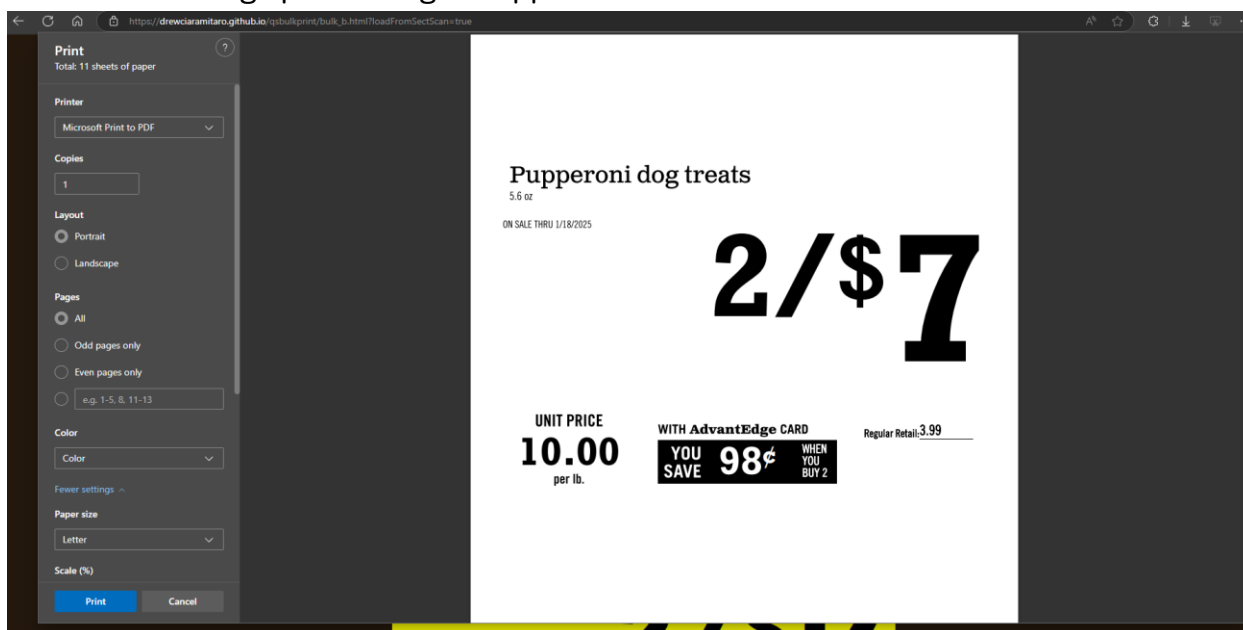 https://drewciaramitaro.github.io/qsbulkprint/bulk_b.html?loadFromSectScan=true
Print
?
Total: 11 sheets of paper
Printer
Microsoft Print to PDF
Copies
1
Layout
Portrait
Landscape
Pages
All
Odd pages only
Even pages only
e.g. 1-5, 8, 11-13
Color
Color
Fewer settings
Paper size
Letter
Scale (%)
Print Cancel
Pupperoni dog treats
5.6 oz
ON SALE THRU 1/18/2025
2/$7
UNIT PRICE
10.00
per lb.
WITH AdvantEdge CARD
YOU SAVE 98¢ WHEN YOU BUY 2
Regular Retail: 3.99